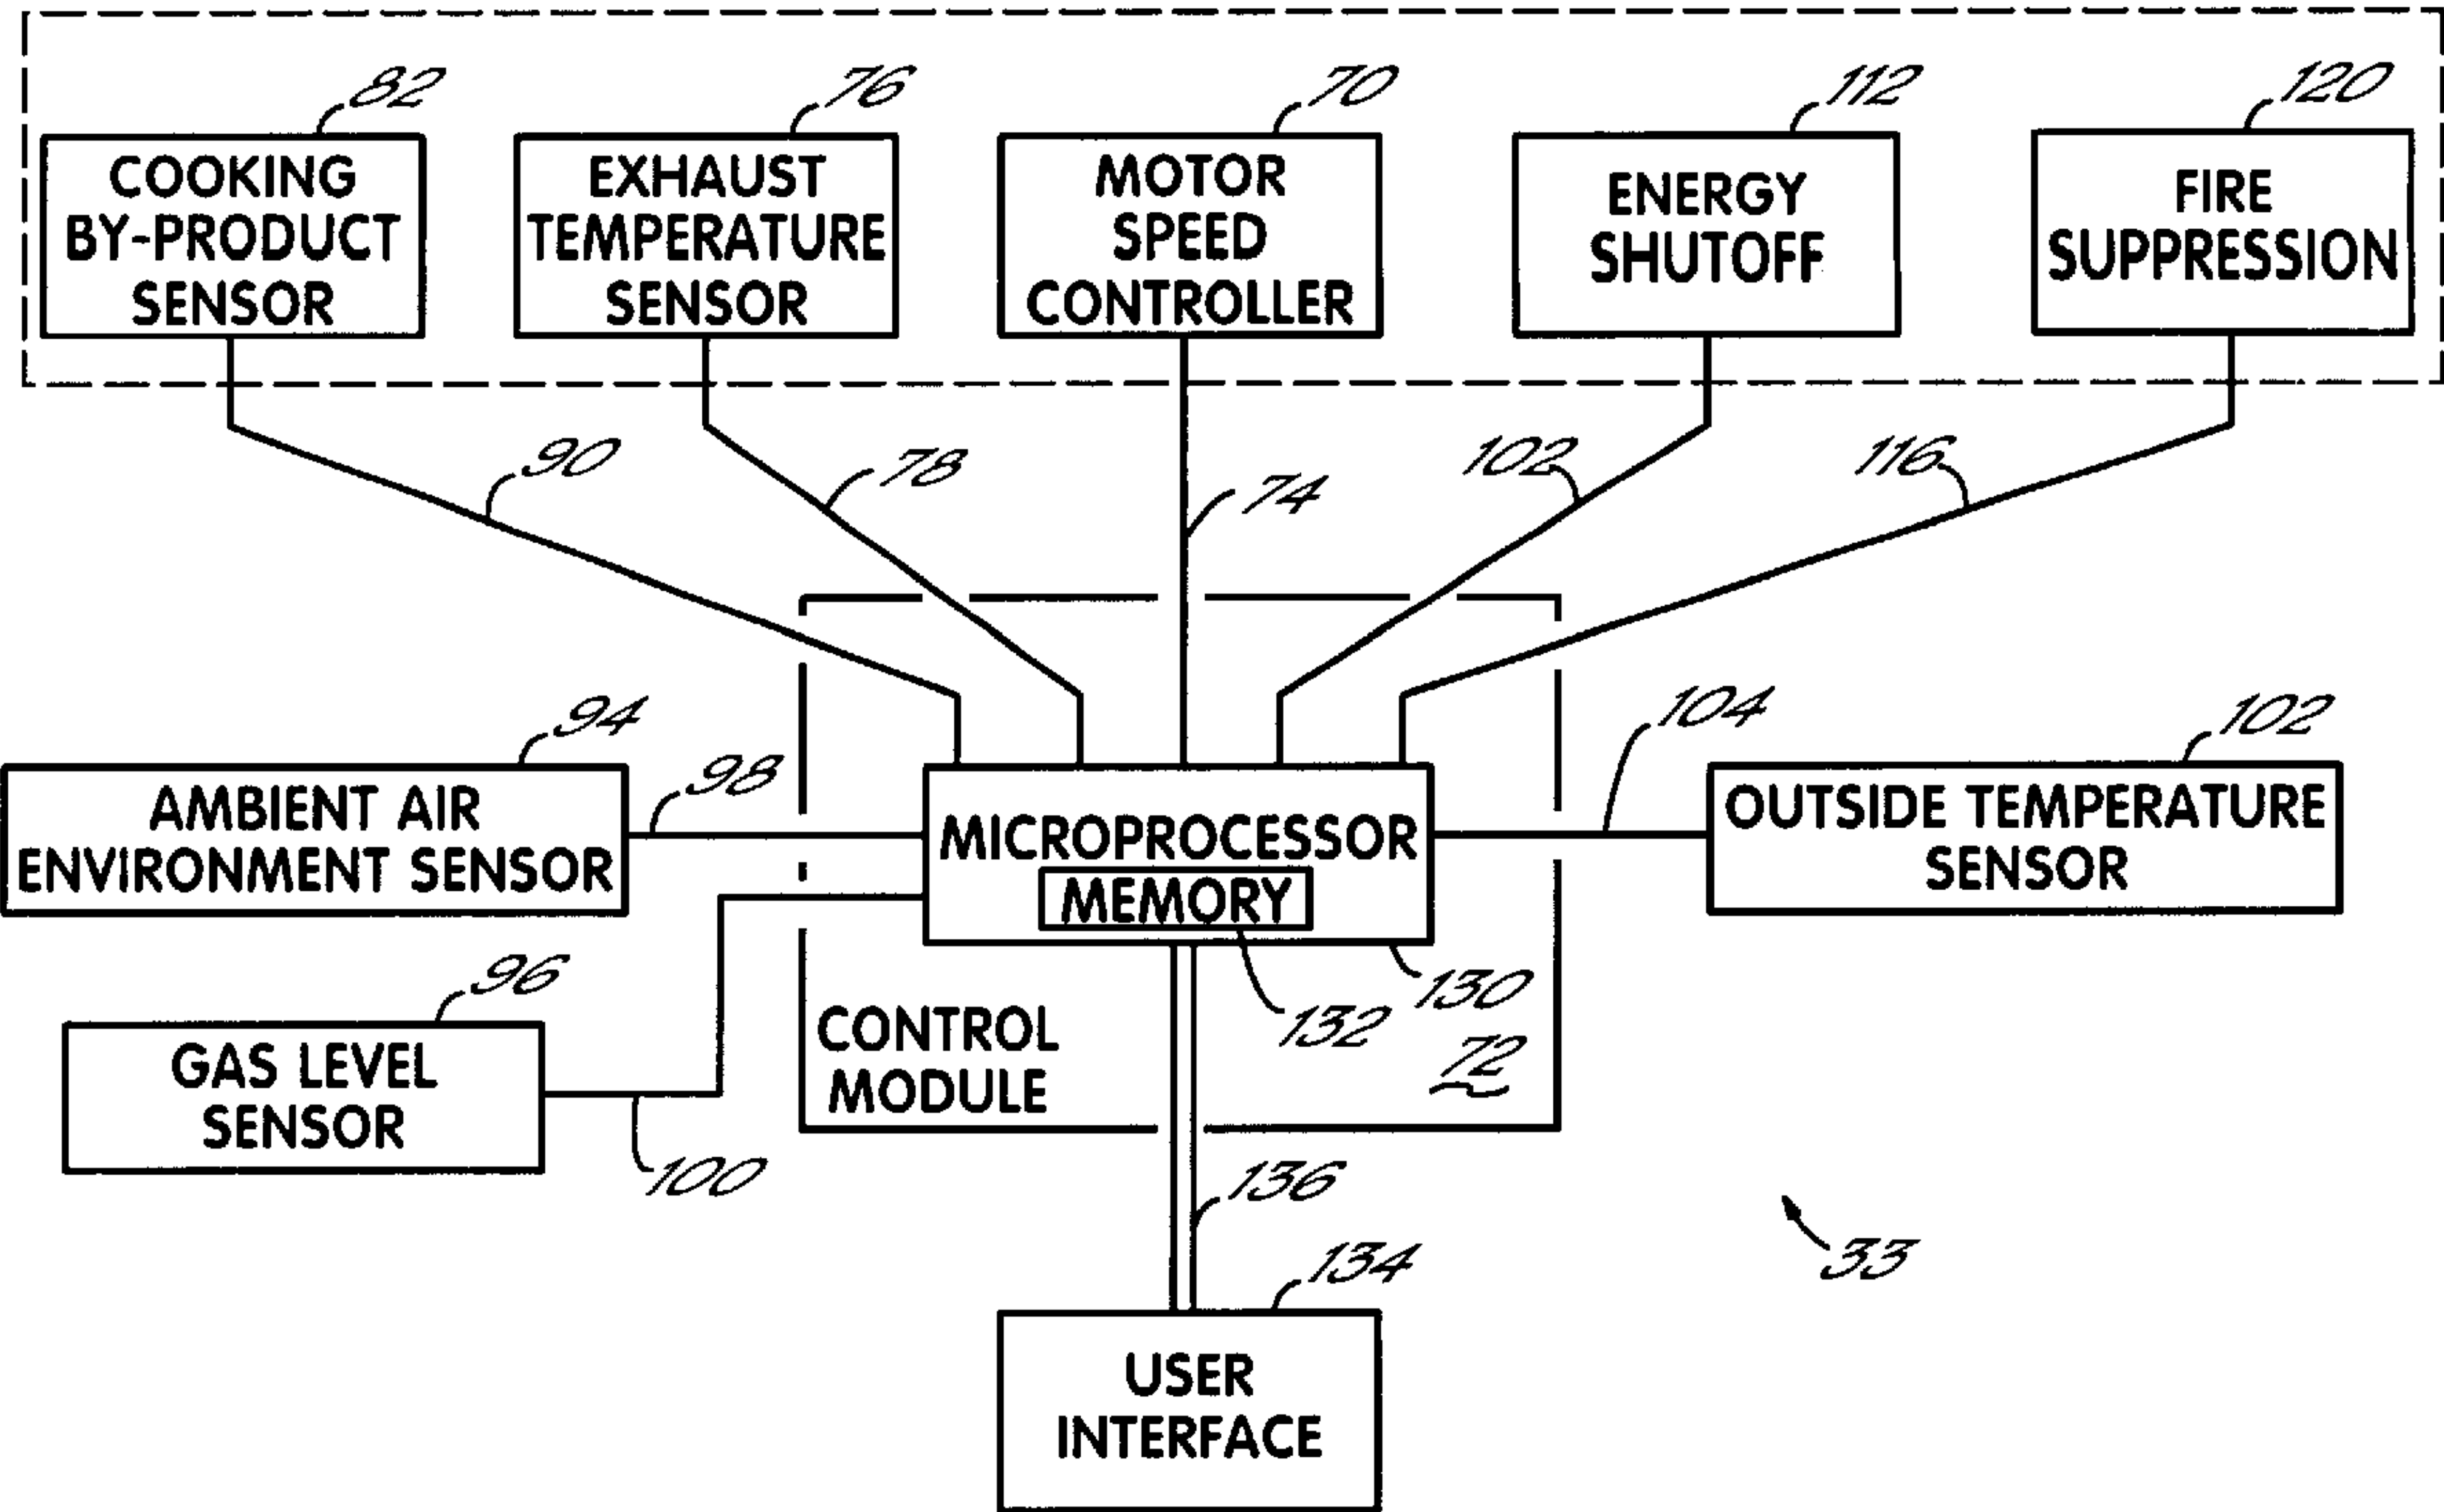 82
76
70
112
120
COOKING
BY-PRODUCT
SENSOR
EXHAUST
TEMPERATURE
SENSOR
MOTOR
SPEED
CONTROLLER
ENERGY
SHUTOFF
FIRE
SUPPRESSION
90
78
74
102
116
94
98
104
102
AMBIENT AIR
ENVIRONMENT SENSOR
MICROPROCESSOR
MEMORY
OUTSIDE TEMPERATURE
SENSOR
96
130
132
72
CONTROL
MODULE
GAS LEVEL
SENSOR
100
136
134
33
USER
INTERFACE